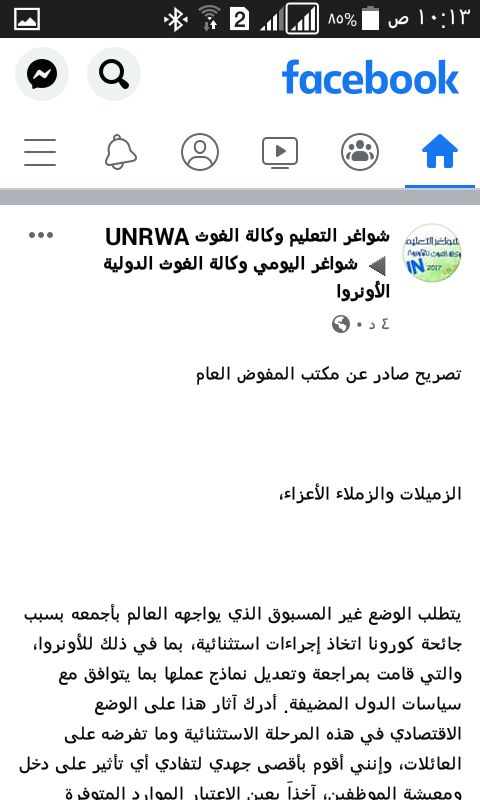 ١٠:١٣ ص ٨٥% 2
facebook
شواغر التعليم وكالة الغوث UNRWA
◀ شواغر اليومي وكالة الغوث الدولية
الأونروا
٤ د •
شواغر التعليم
IN 2017
تصريح صادر عن مكتب المفوض العام
الزميلات والزملاء الأعزاء،
يتطلب الوضع غير المسبوق الذي يواجهه العالم بأجمعه بسبب
جائحة كورونا اتخاذ إجراءات استثنائية، بما في ذلك للأونروا،
والتي قامت بمراجعة وتعديل نماذج عملها بما يتوافق مع
سياسات الدول المضيفة. أدرك آثار هذا على الوضع
الاقتصادي في هذه المرحلة الاستثنائية وما تفرضه على
العائلات، وإنني أقوم بأقصى جهدي لتفادي أي تأثير على دخل
ومعيشة الموظفين، آخذاَ بعين الاعتبار الموارد المتوفرة